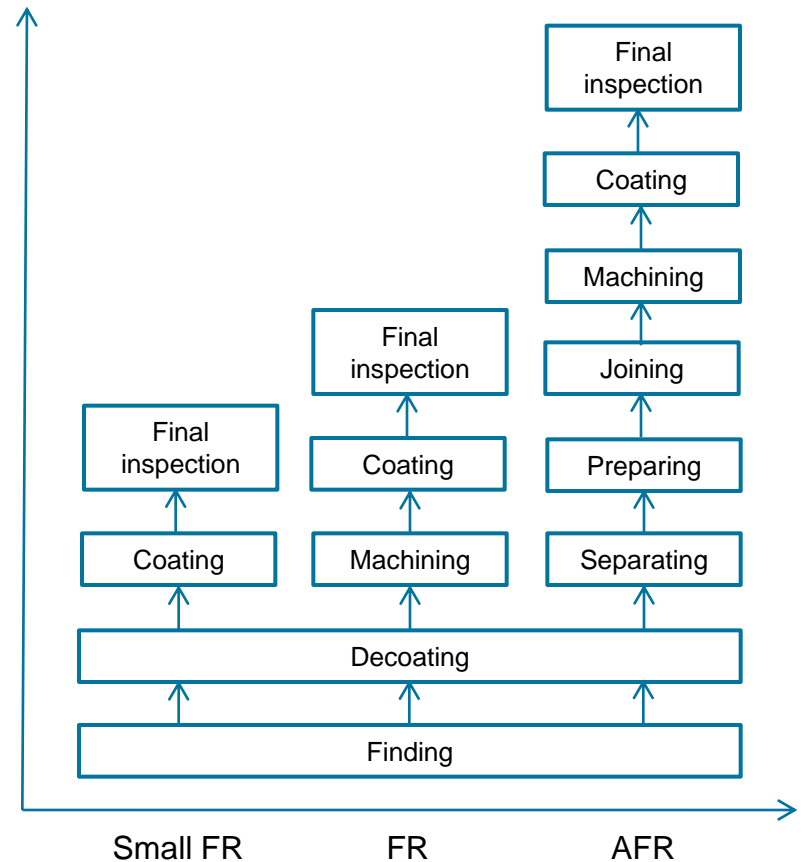 Final
inspection
Coating
Machining
Final
inspection
Joining
Final
inspection
Coating
Preparing
Coating
Machining
Separating
Decoating
Finding
Small FR
FR
AFR